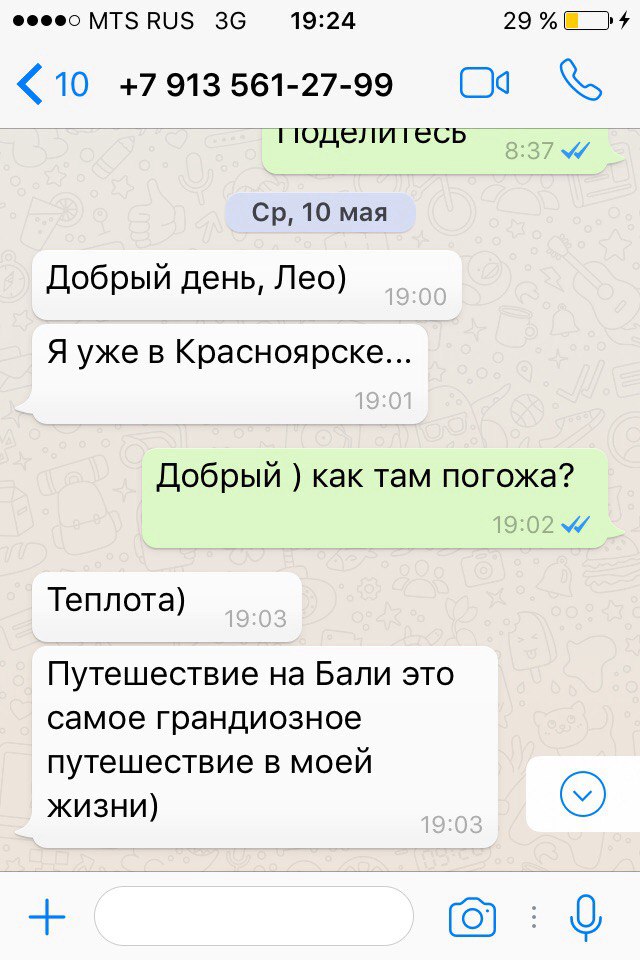 MTS RUS 3G 19:24 29 %
10 +7 913 561-27-99
Поделитесь
8:37
Ср, 10 мая
Добрый день, Лео)
19:00
Я уже в Красноярске...
19:01
Добрый ) как там погожа?
19:02
Теплота)
19:03
Путешествие на Бали это
самое грандиозное
путешествие в моей
жизни)
19:03